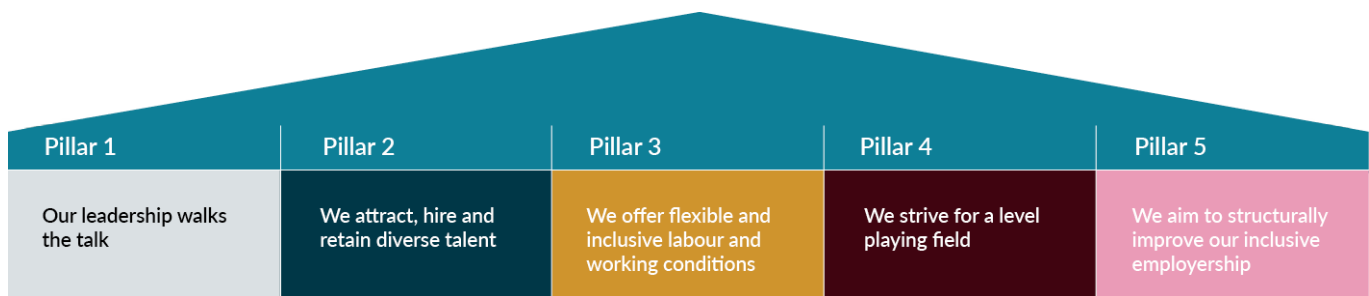 Pillar 1
Our leadership walks
the talk
Pillar 2
We attract, hire and
retain diverse talent
Pillar 3
We offer flexible and
inclusive labour and
working conditions
Pillar 4
We strive for a level
playing field
Pillar 5
We aim to structurally
improve our inclusive
employership